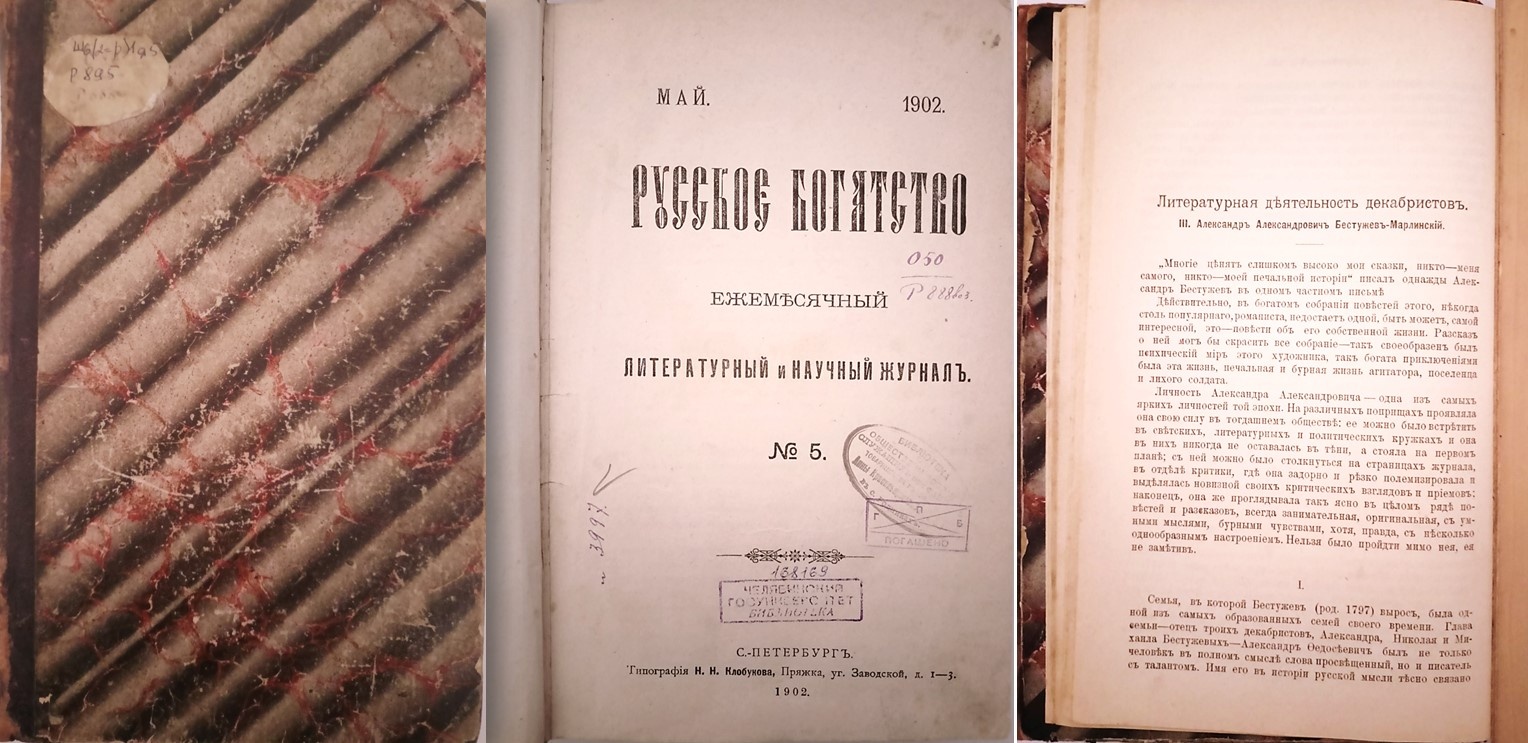 Р 895
МАЙ.
1902.
РУССКОЕ БОГАТСТВО
050
ЕЖЕМѢСЯЧНЫЙ
ЛИТЕРАТУРНЫЙ и НАУЧНЫЙ ЖУРНАЛЪ.
№ 5.
БИБЛИОТЕКА
Г П Б
ПОГАШЕНО
3997
138169
ЧЕЛЯБИНСКИЙ
ГОСУНИВЕРСИТЕТ
БИБЛИОТЕКА
С.-ПЕТЕРБУРГЪ.
Типографія Н. Н. Клобукова, Пряжка, уг. Заводской, д. 1—3.
1902.
Литературная дѣятельность декабристовъ.
III. Александръ Александровичъ Бестужевъ-Марлинскій.
„Многіе цѣнятъ слишкомъ высоко мои сказки, никто—меня
самого, никто—моей печальной исторіи“ писалъ однажды Алек-
сандръ Бестужевъ въ одномъ частномъ письмѣ
Дѣйствительно, въ богатомъ собраніи повѣстей этого, нѣкогда
столь популярнаго, романиста, недостаетъ одной, быть можетъ, самой
интересной, это—повѣсти объ его собственной жизни. Разсказъ
о ней могъ бы скрасить все собраніе—такъ своеобразенъ былъ
психическій міръ этого художника, такъ богата приключеніями
была эта жизнь, печальная и бурная жизнь агитатора, поселенца
и лихого солдата.
Личность Александра Александровича — одна изъ самыхъ
яркихъ личностей той эпохи. На различныхъ поприщахъ проявляла
она свою силу въ тогдашнемъ обществѣ: ее можно было встрѣтить
въ свѣтскихъ, литературныхъ и политическихъ кружкахъ и она
въ нихъ никогда не оставалась въ тѣни, а стояла на первомъ
планѣ; съ ней можно было столкнуться на страницахъ журнала,
въ отдѣлѣ критики, гдѣ она задорно и рѣзко полемизировала и
выдѣлялась новизной своихъ критическихъ взглядовъ и пріемовъ:
наконецъ, она же проглядывала такъ ясно въ цѣломъ рядѣ по-
вѣстей и разсказовъ, всегда занимательная, оригинальная, съ ум-
ными мыслями, бурными чувствами, хотя, правда, съ нѣсколько
однообразнымъ настроеніемъ. Нельзя было пройдти мимо нея, ея
не замѣтивъ.
I.
Семья, въ которой Бестужевъ (род. 1797) выросъ, была од-
ной изъ самыхъ образованныхъ семей своего времени. Глава
семьи—отецъ троихъ декабристовъ, Александра, Николая и Ми-
хаила Бестужевыхъ—Александръ Ѳедосѣевичъ былъ не только
человѣкъ въ полномъ смыслѣ слова просвѣщенный, но и писатель
съ талантомъ. Имя его въ исторіи русской мысли тѣсно связано